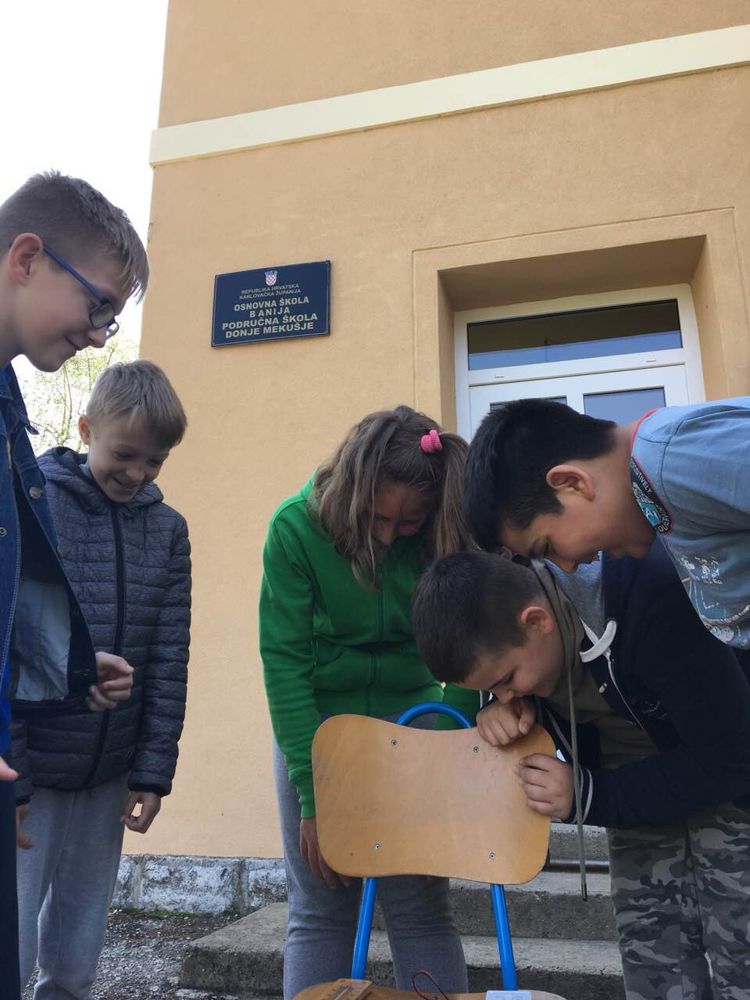 REPUBLIKA HRVATSKA
KARLOVAČKA ŽUPANIJA
OSNOVNA ŠKOLA
BANIJA
PODRUČNA ŠKOLA
DONJE MEKUŠJE